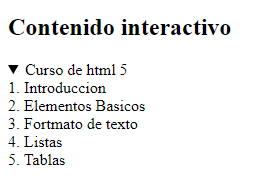 Contenido interactivo
▼ Curso de html 5
1. Introduccion
2. Elementos Basicos
3. Fortmato de texto
4. Listas
5. Tablas